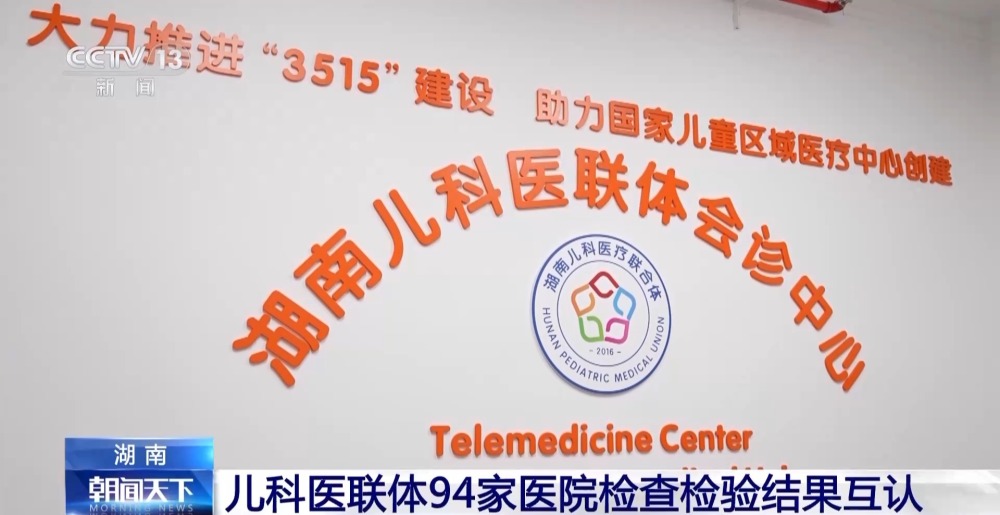 大力推进“3515”建设 助力国家儿童区域医疗中心创建
CCTV 13
新闻
湖南儿科医联体会诊中心
湖南儿科医疗联合体
- 2016 -
HUNAN PEDIATRIC MEDICAL UNION
Telemedicine Center
湖南
朝闻天下
MORNING NEWS
儿科医联体94家医院检查检验结果互认